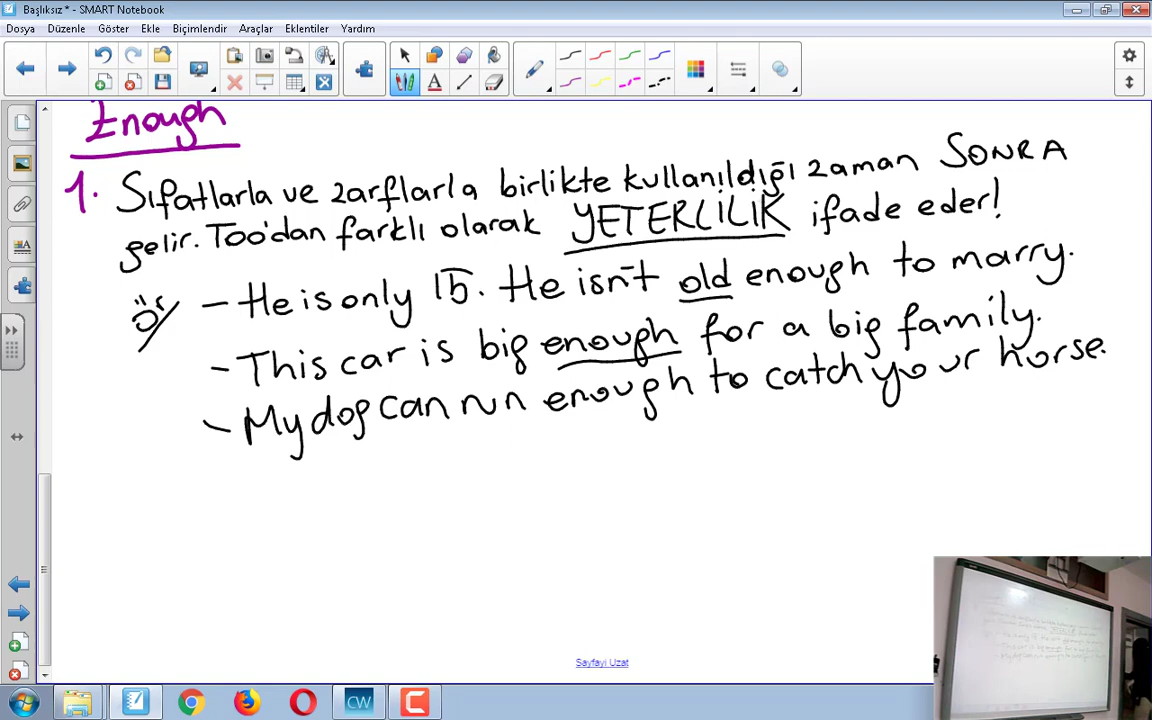 Başlıksız * - SMART Notebook
Dosya Düzenle Göster Ekle Biçimlendir Araçlar Eklentiler Yardım
Enough
1. Sıfatlarla ve zarflarla birlikte kullanıldığı zaman SONRA
gelir. Too'dan farklı olarak YETERLİLİK ifade eder!
Ör - He is only 15. He isn't old enough to marry.
- This car is big enough for a big family.
- My dog can run enough to catch your horse.
Sayfayi Uzat
CW